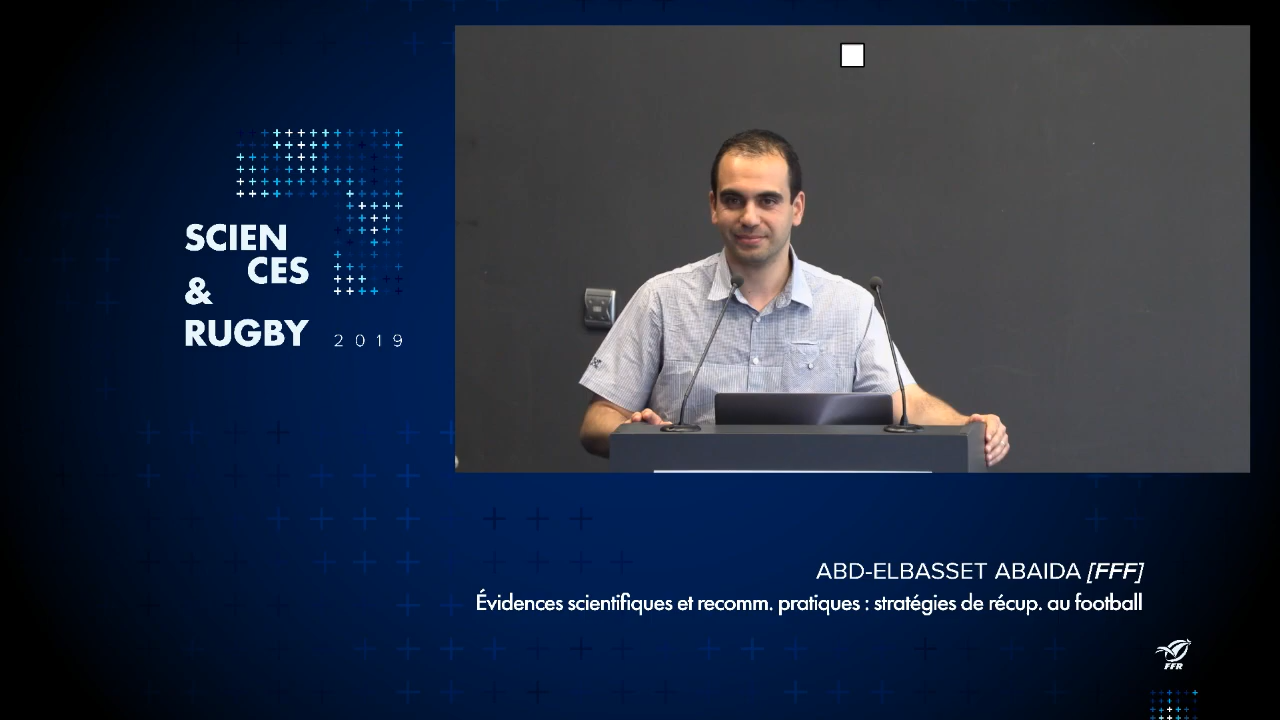 SCIEN
CES
&
RUGBY 2019
ABD-ELBASSET ABAIDA [FFF]
Évidences scientifiques et recomm. pratiques : stratégies de récup. au football
FFR